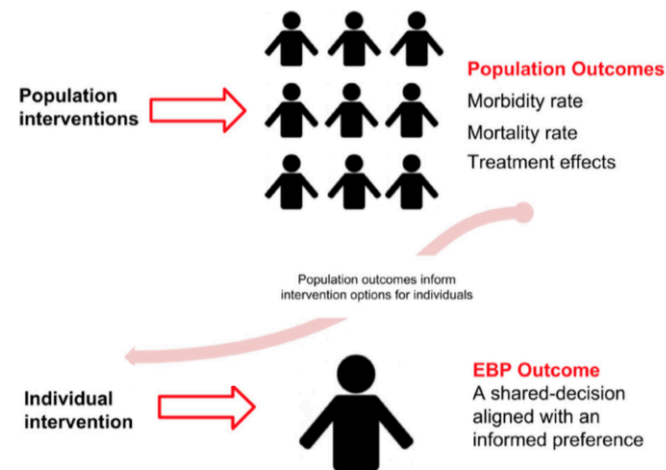 Population
interventions
Population Outcomes
Morbidity rate
Mortality rate
Treatment effects
Population outcomes inform
intervention options for individuals
Individual
intervention
EBP Outcome
A shared-decision
aligned with an
informed preference